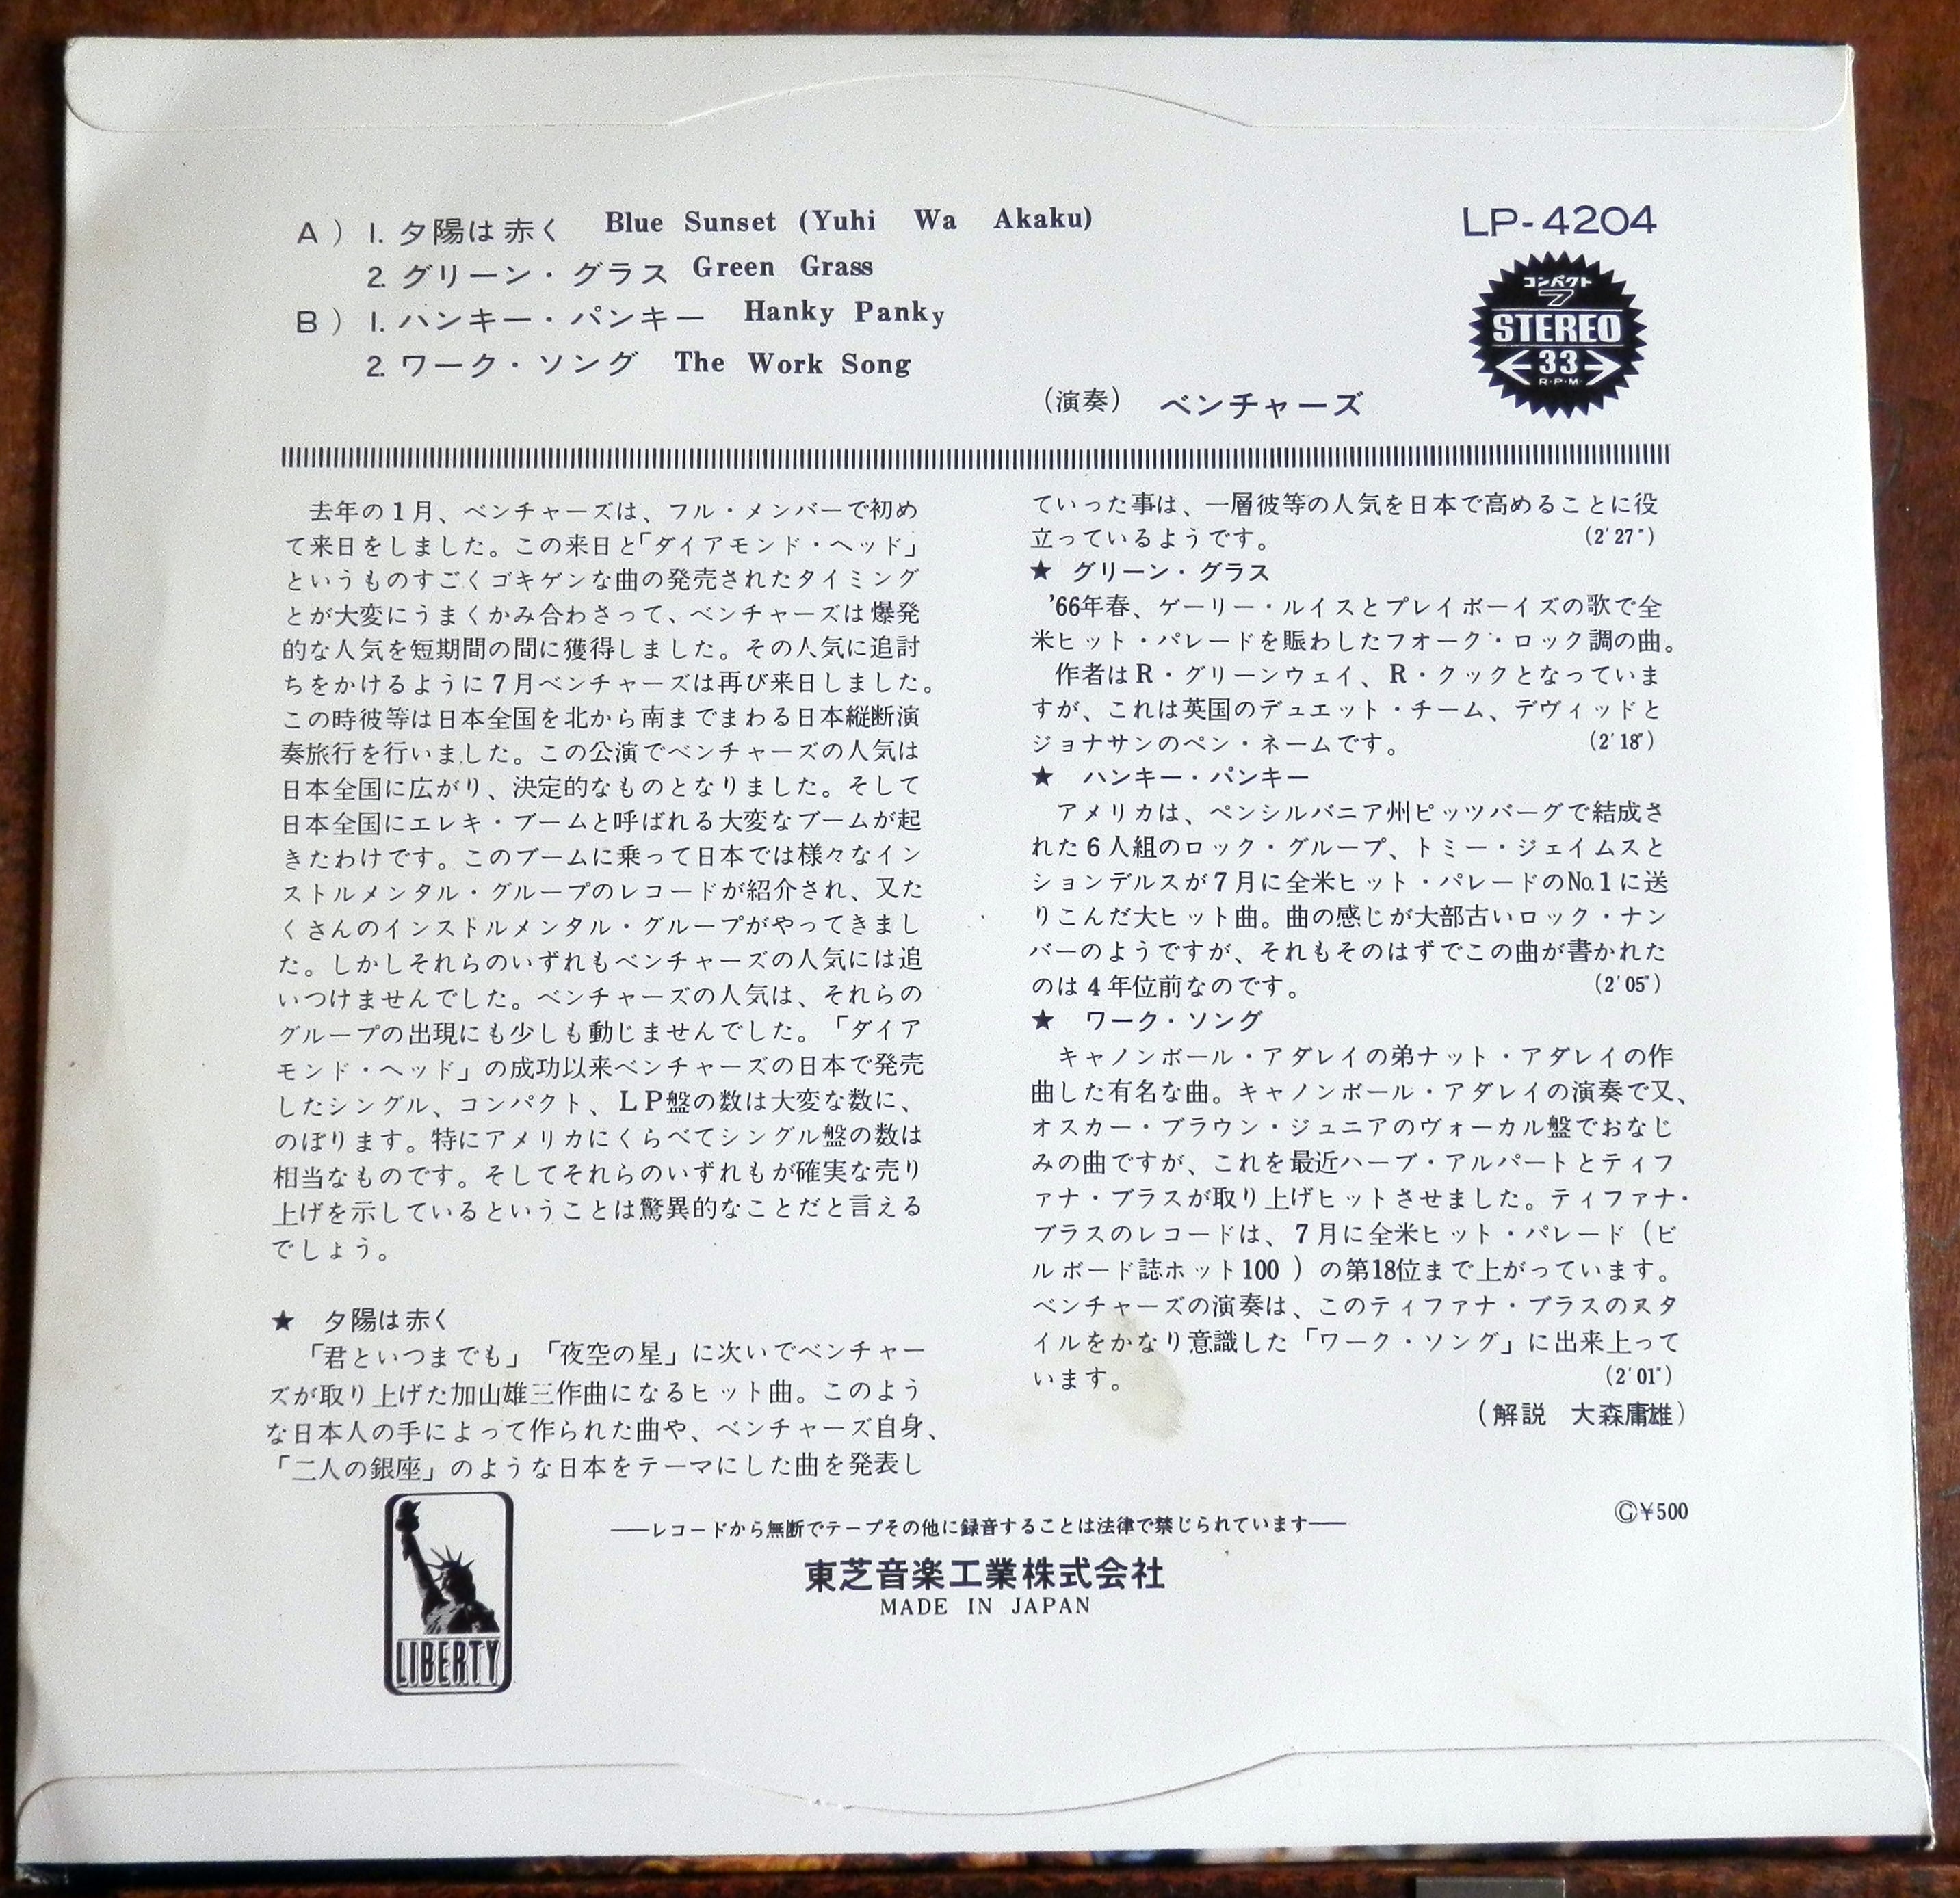 A） 1. 夕陽は赤く Blue Sunset (Yuhi Wa Akaku)
2. グリーン・グラス Green Grass
B） 1. ハンキー・パンキー Hanky Panky
2. ワーク・ソング The Work Song
（演奏） ベンチャーズ
LP-4204
コンパクト
7
STEREO
33
R·P·M
去年の1月、ベンチャーズは、フル・メンバーで初め
て来日をしました。この来日と「ダイアモンド・ヘッド」
というものすごくゴキゲンな曲の発売されたタイミング
とが大変にうまくかみ合わさって、ベンチャーズは爆発
的な人気を短期間の間に獲得しました。その人気に追討
ちをかけるように7月ベンチャーズは再び来日しました。
この時彼等は日本全国を北から南までまわる日本縦断演
奏旅行を行いました。この公演でベンチャーズの人気は
日本全国に広がり、決定的なものとなりました。そして
日本全国にエレキ・ブームと呼ばれる大変なブームが起
きたわけです。このブームに乗って日本では様々なイン
ストルメンタル・グループのレコードが紹介され、又た
くさんのインストルメンタル・グループがやってきまし
た。しかしそれらのいずれもベンチャーズの人気には追
いつけませんでした。ベンチャーズの人気は、それらの
グループの出現にも少しも動じませんでした。「ダイア
モンド・ヘッド」の成功以来ベンチャーズの日本で発売
したシングル、コンパクト、LP盤の数は大変な数に、
のぼります。特にアメリカにくらべてシングル盤の数は
相当なものです。そしてそれらのいずれもが確実な売り
上げを示しているということは驚異的なことだと言える
でしょう。
★ 夕陽は赤く
「君といつまでも」「夜空の星」に次いでベンチャー
ズが取り上げた加山雄三作曲になるヒット曲。このよう
な日本人の手によって作られた曲や、ベンチャーズ自身、
「二人の銀座」のような日本をテーマにした曲を発表し
ていった事は、一層彼等の人気を日本で高めることに役
立っているようです。 (2′27″)
★ グリーン・グラス
'66年春、ゲーリー・ルイスとプレイボーイズの歌で全
米ヒット・パレードを賑わしたフオーク・ロック調の曲。
作者はR・グリーンウェイ、R・クックとなっていま
すが、これは英国のデュエット・チーム、デヴィッドと
ジョナサンのペン・ネームです。 (2′18″)
★ ハンキー・パンキー
アメリカは、ペンシルバニア州ピッツバーグで結成さ
れた6人組のロック・グループ、トミー・ジェイムスと
ションデルスが7月に全米ヒット・パレードのNo.1に送
りこんだ大ヒット曲。曲の感じが大部古いロック・ナン
バーのようですが、それもそのはずでこの曲が書かれた
のは4年位前なのです。 (2′05″)
★ ワーク・ソング
キャノンボール・アダレイの弟ナット・アダレイの作
曲した有名な曲。キャノンボール・アダレイの演奏で又、
オスカー・ブラウン・ジュニアのヴォーカル盤でおなじ
みの曲ですが、これを最近ハーブ・アルパートとティフ
ァナ・ブラスが取り上げヒットさせました。ティファナ・
ブラスのレコードは、7月に全米ヒット・パレード（ビ
ルボード誌ホット100）の第18位まで上がっています。
ベンチャーズの演奏は、このティファナ・ブラスのスタ
イルをかなり意識した「ワーク・ソング」に出来上って
います。 (2′01″)
（解説 大森庸雄）
Ⓖ¥500
──レコードから無断でテープその他に録音することは法律で禁じられています──
東芝音楽工業株式会社
MADE IN JAPAN
LIBERTY